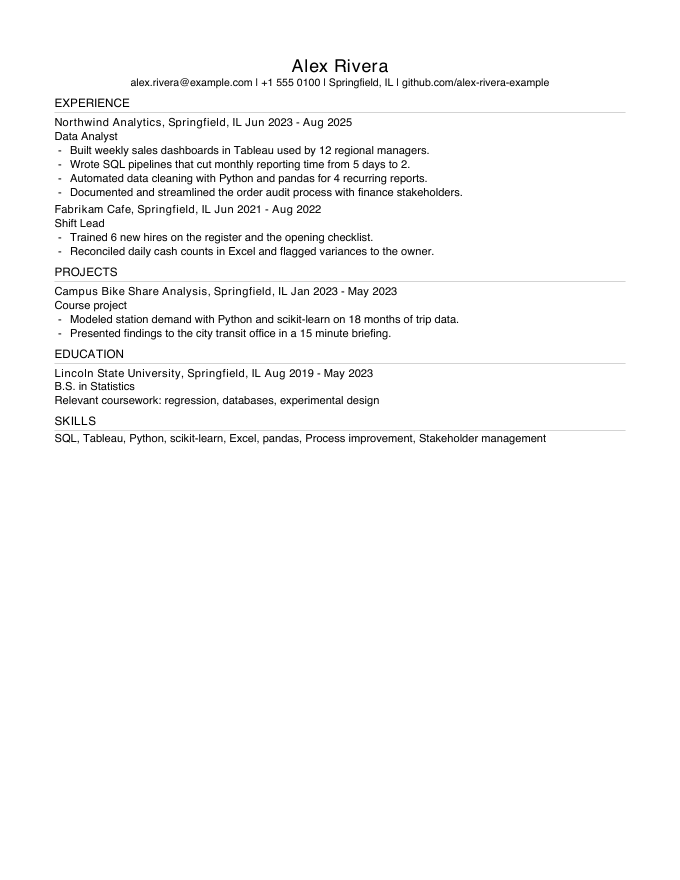 Alex Rivera
alex.rivera@example.com | +1 555 0100 | Springfield, IL | github.com/alex-rivera-example
EXPERIENCE
Northwind Analytics, Springfield, IL Jun 2023 - Aug 2025
Data Analyst
- Built weekly sales dashboards in Tableau used by 12 regional managers.
- Wrote SQL pipelines that cut monthly reporting time from 5 days to 2.
- Automated data cleaning with Python and pandas for 4 recurring reports.
- Documented and streamlined the order audit process with finance stakeholders.
Fabrikam Cafe, Springfield, IL Jun 2021 - Aug 2022
Shift Lead
- Trained 6 new hires on the register and the opening checklist.
- Reconciled daily cash counts in Excel and flagged variances to the owner.
PROJECTS
Campus Bike Share Analysis, Springfield, IL Jan 2023 - May 2023
Course project
- Modeled station demand with Python and scikit-learn on 18 months of trip data.
- Presented findings to the city transit office in a 15 minute briefing.
EDUCATION
Lincoln State University, Springfield, IL Aug 2019 - May 2023
B.S. in Statistics
Relevant coursework: regression, databases, experimental design
SKILLS
SQL, Tableau, Python, scikit-learn, Excel, pandas, Process improvement, Stakeholder management